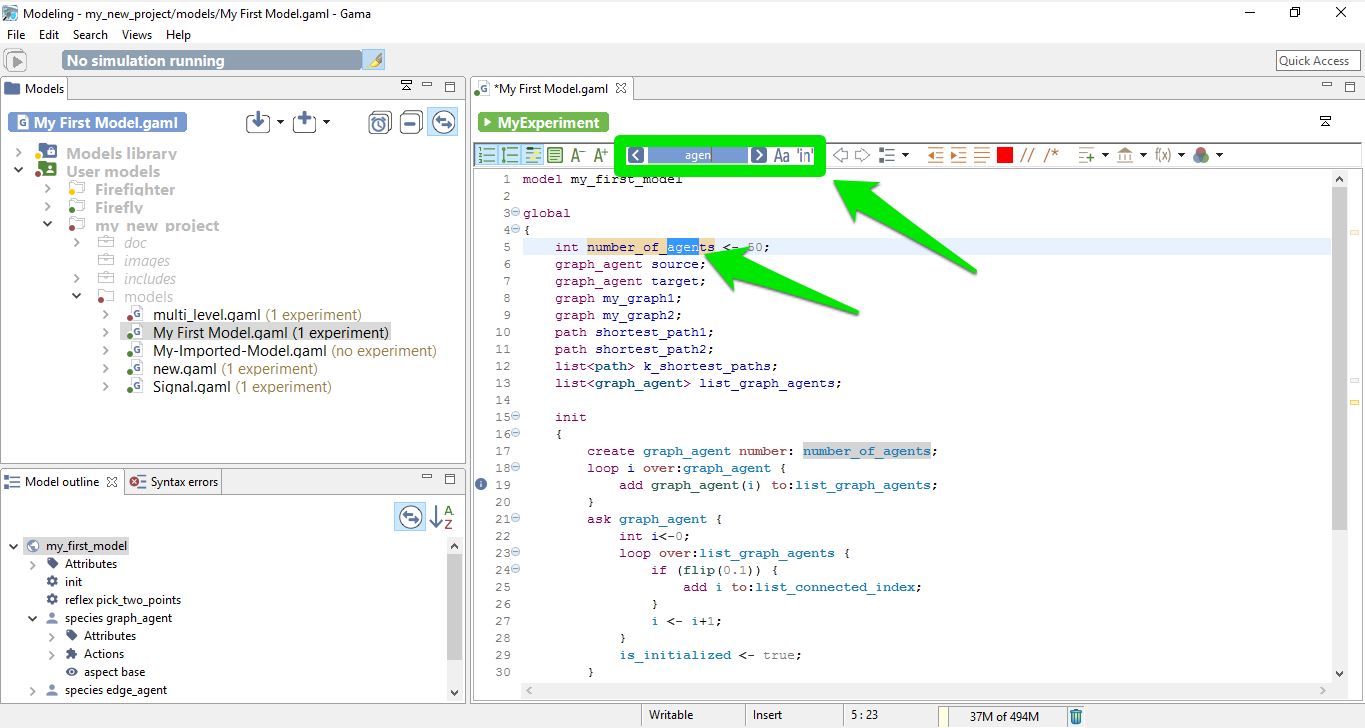 Modeling - my_new_project/models/My First Model.gaml - Gama
File Edit Search Views Help
No simulation running
Quick Access
Models
My First Model.gaml
Models library
User models
Firefighter
Firefly
my_new_project
doc
images
includes
models
multi_level.gaml (1 experiment)
My First Model.gaml (1 experiment)
My-Imported-Model.gaml (no experiment)
new.gaml (1 experiment)
Signal.gaml (1 experiment)
Model outline
Syntax errors
A
Z
my_first_model
Attributes
init
reflex pick_two_points
species graph_agent
Attributes
Actions
aspect base
species edge_agent
*My First Model.gaml
MyExperiment
A- A+ < agen > Aa 'in' // /* f(x)
1 model my_first_model
2
3 global
4 {
5 int number_of_agents <- 50;
6 graph_agent source;
7 graph_agent target;
8 graph my_graph1;
9 graph my_graph2;
10 path shortest_path1;
11 path shortest_path2;
12 list<path> k_shortest_paths;
13 list<graph_agent> list_graph_agents;
14
15 init
16 {
17 create graph_agent number: number_of_agents;
18 loop i over:graph_agent {
19 add graph_agent(i) to:list_graph_agents;
20 }
21 ask graph_agent {
22 int i<-0;
23 loop over:list_graph_agents {
24 if (flip(0.1)) {
25 add i to:list_connected_index;
26 }
27 i <- i+1;
28 }
29 is_initialized <- true;
30 }
Writable Insert 5 : 23 37M of 494M